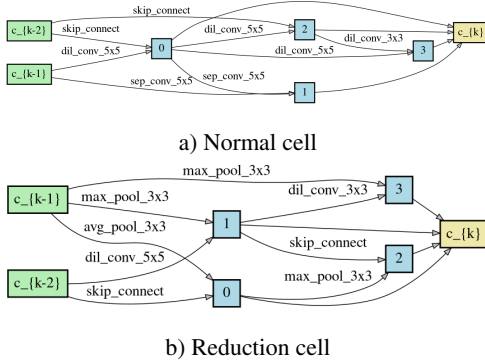 skip_connect
c_{k-2}
skip_connect
2
c_{k}
dil_conv_5x5
dil_conv_3x3
dil_conv_5x5
0
3
dil_conv_5x5
c_{k-1}
sep_conv_5x5
sep_conv_5x5
1
a) Normal cell
max_pool_3x3
c_{k-1}
max_pool_3x3
dil_conv_3x3
3
avg_pool_3x3
1
c_{k}
dil_conv_5x5
skip_connect
2
c_{k-2}
skip_connect
max_pool_3x3
0
b) Reduction cell